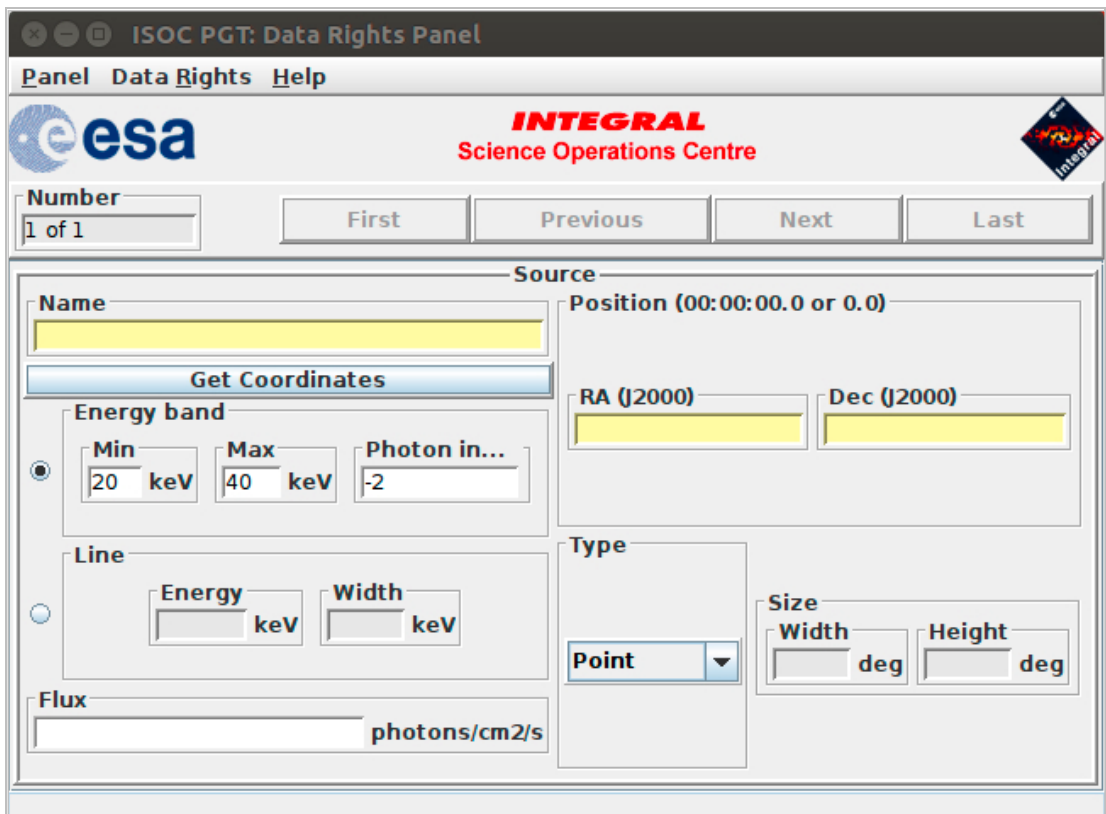 ISOC PGT: Data Rights Panel
Panel Data Rights Help
esa
INTEGRAL
Science Operations Centre
Integral
Number
1 of 1
First Previous Next Last
Source
Name
Get Coordinates
Energy band
Min
20 keV
Max
40 keV
Photon in...
-2
Line
Energy
keV
Width
keV
Flux
photons/cm2/s
Position (00:00:00.0 or 0.0)
RA (J2000)
Dec (J2000)
Type
Point
Size
Width
deg
Height
deg